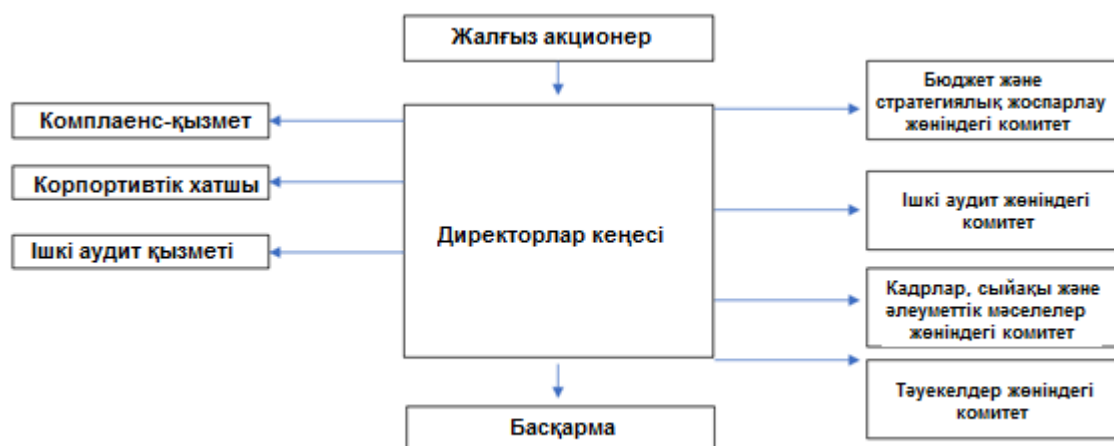 Жалғыз акционер
Комплаенс-қызмет
Корпортивтік хатшы
Ішкі аудит қызметі
Директорлар кеңесі
Бюджет және
стратегиялық жоспарлау
жөніндегі комитет
Ішкі аудит жөніндегі
комитет
Кадрлар, сыйақы және
әлеуметтік мәселелер
жөніндегі комитет
Тәуекелдер жөніндегі
комитет
Басқарма